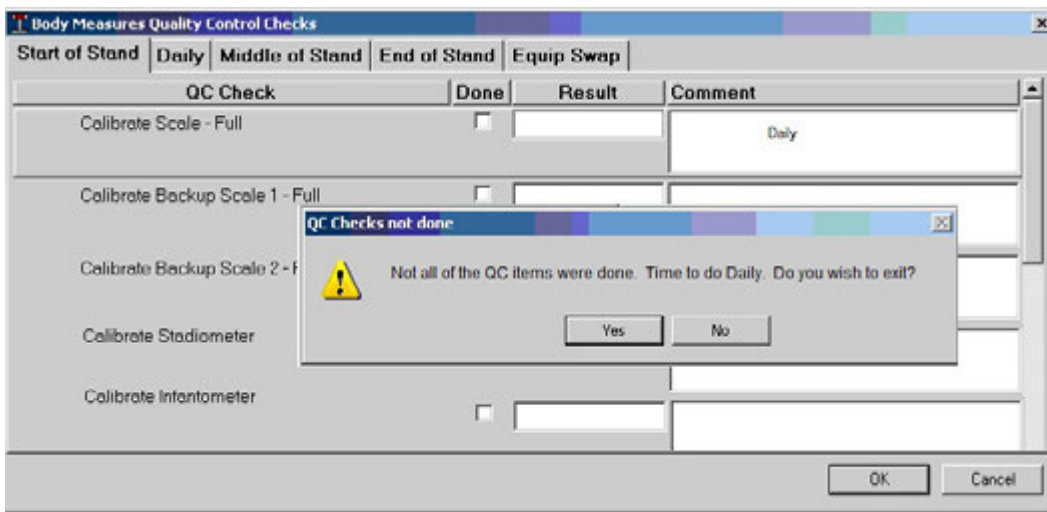 Body Measures Quality Control Checks
Start of Stand Daily Middle of Stand End of Stand Equip Swap
QC Check Done Result Comment
Calibrate Scale - Full
Daily
Calibrate Backup Scale 1 - Full
QC Checks not done
Calibrate Backup Scale 2 - F
Not all of the QC items were done. Time to do Daily. Do you wish to exit?
Yes No
Calibrate Stadiometer
Calibrate Infantometer
OK Cancel